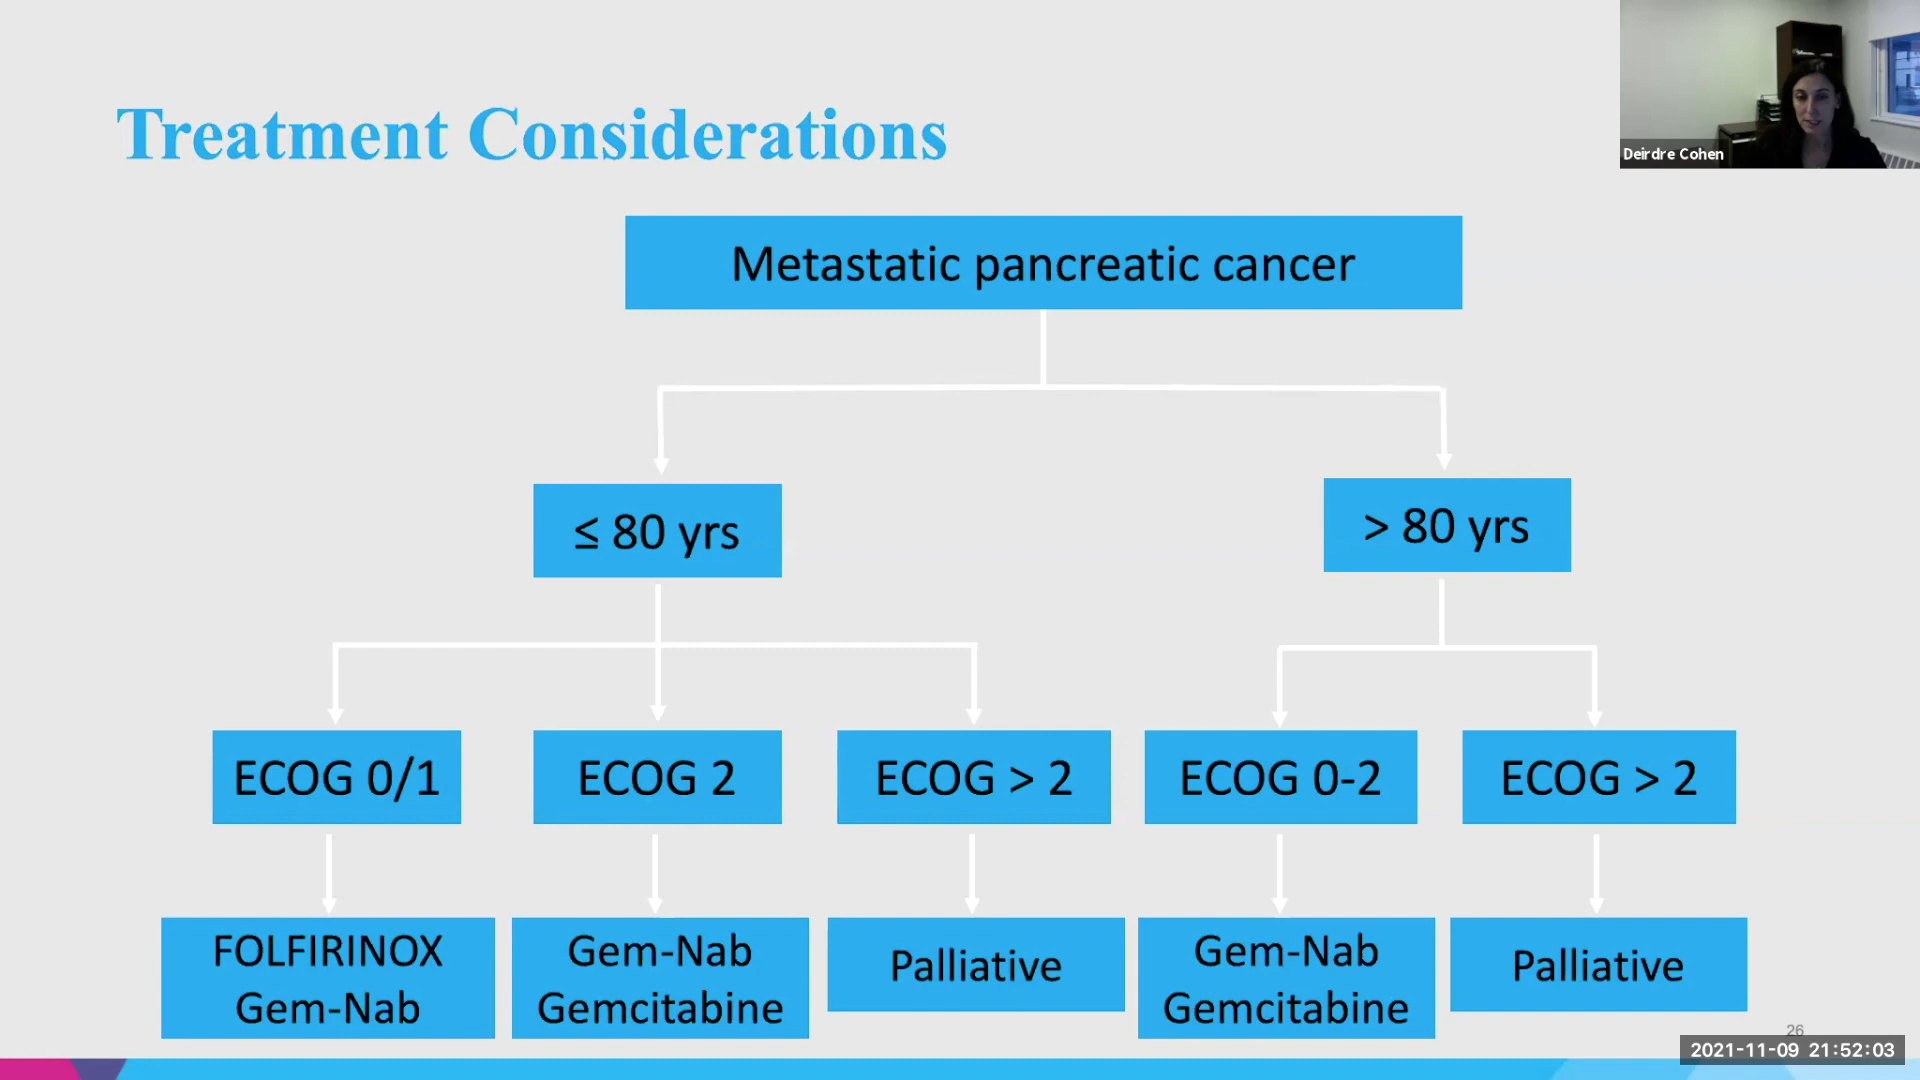 Treatment Considerations
Deirdre Cohen
Metastatic pancreatic cancer
≤ 80 yrs
> 80 yrs
ECOG 0/1
ECOG 2
ECOG > 2
ECOG 0-2
ECOG > 2
FOLFIRINOX
Gem-Nab
Gem-Nab
Gemcitabine
Palliative
Gem-Nab
Gemcitabine
Palliative
26
2021-11-09 21:52:03